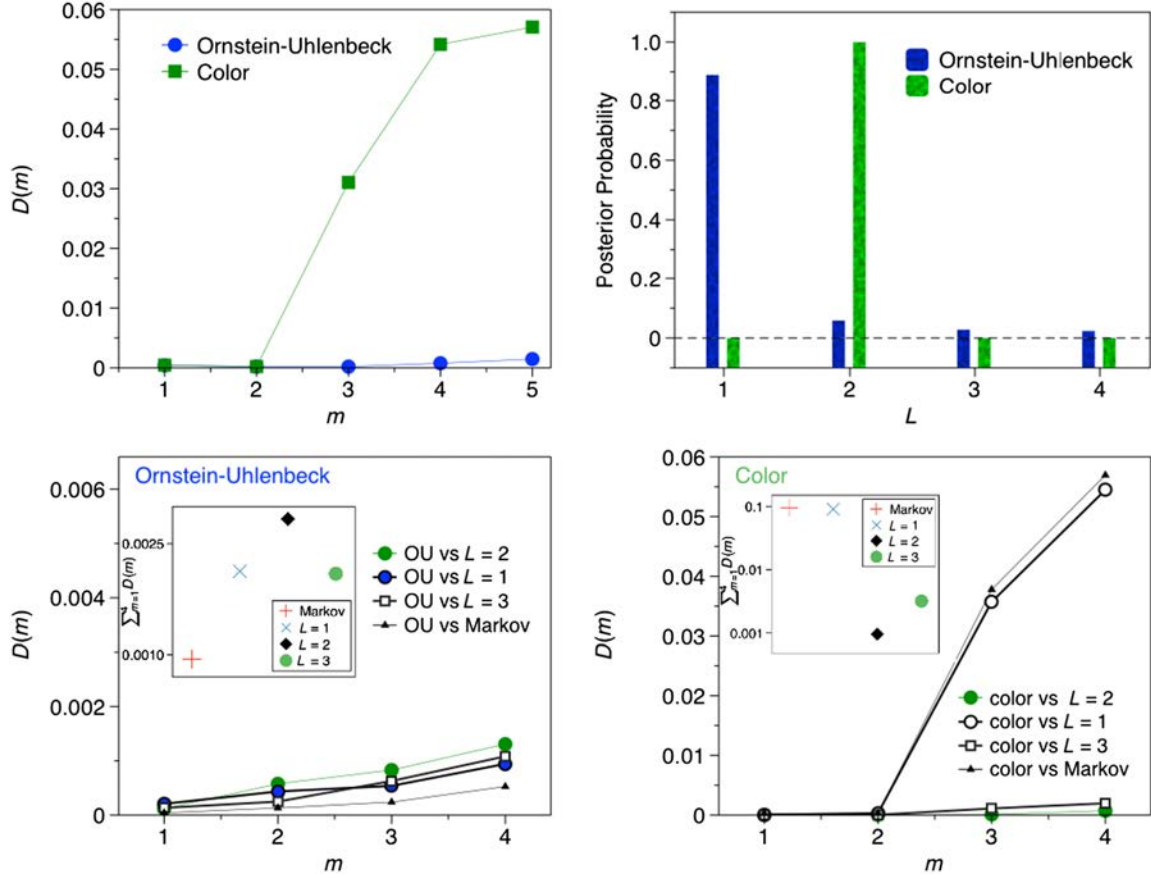 0.06
0.05
0.04
0.03
0.02
0.01
0
D(m)
Ornstein-Uhlenbeck
Color
1 2 3 4 5
m
1.0
0.8
0.6
0.4
0.2
0
Posterior Probability
Ornstein-Uhlenbeck
Color
1 2 3 4
L
0.006
0.004
0.002
0
D(m)
Ornstein-Uhlenbeck
0.0025
0.0010
∑⁴ₘ₌₁ D(m)
Markov
L = 1
L = 2
L = 3
OU vs L = 2
OU vs L = 1
OU vs L = 3
OU vs Markov
1 2 3 4
m
0.06
0.05
0.04
0.03
0.02
0.01
0
D(m)
Color
0.1
0.01
0.001
∑⁴ₘ₌₁ D(m)
Markov
L = 1
L = 2
L = 3
color vs L = 2
color vs L = 1
color vs L = 3
color vs Markov
1 2 3 4
m